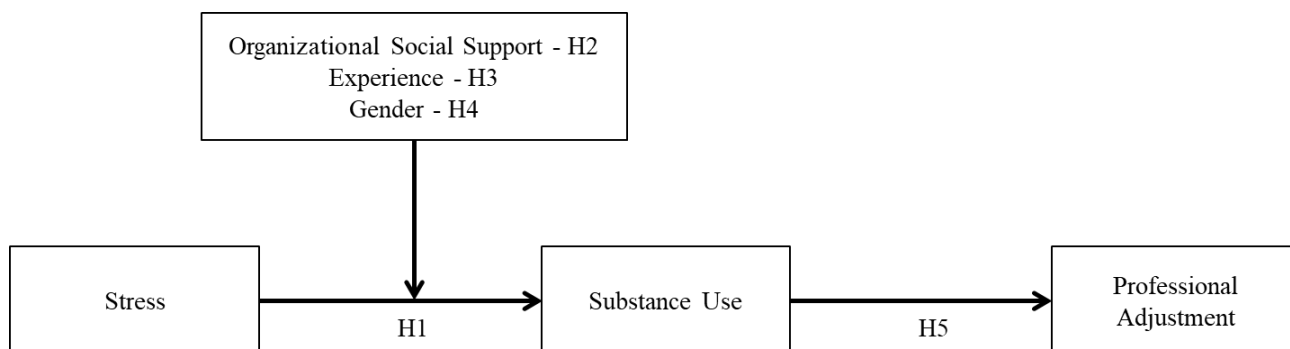 Organizational Social Support - H2
Experience - H3
Gender - H4
Stress
H1
Substance Use
H5
Professional
Adjustment